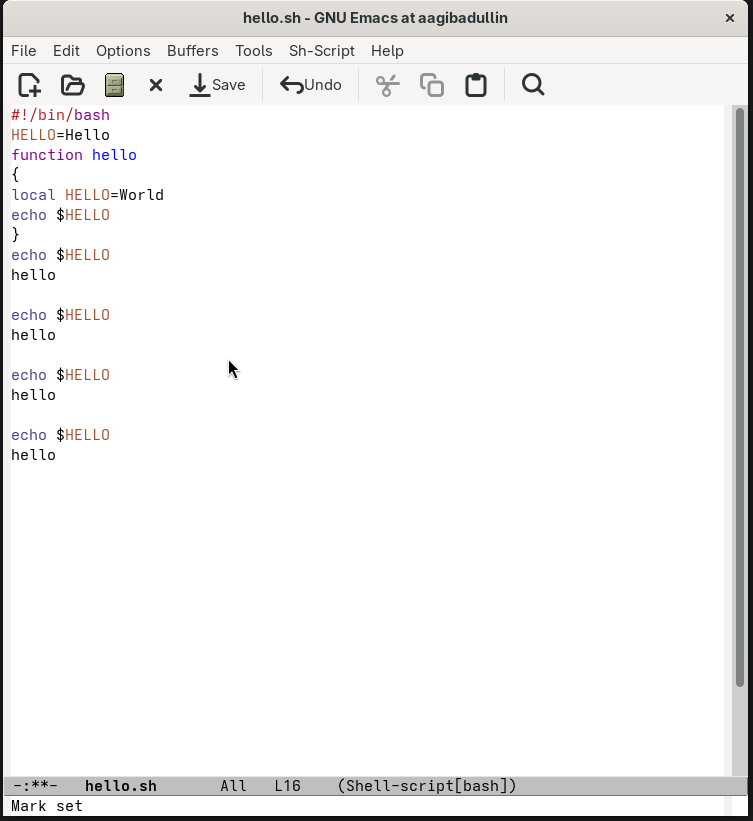 hello.sh - GNU Emacs at aagibadullin ×
File Edit Options Buffers Tools Sh-Script Help
Save Undo
#!/bin/bash
HELLO=Hello
function hello
{
local HELLO=World
echo $HELLO
}
echo $HELLO
hello
echo $HELLO
hello
echo $HELLO
hello
echo $HELLO
hello
-:**- hello.sh All L16 (Shell-script[bash])
Mark set